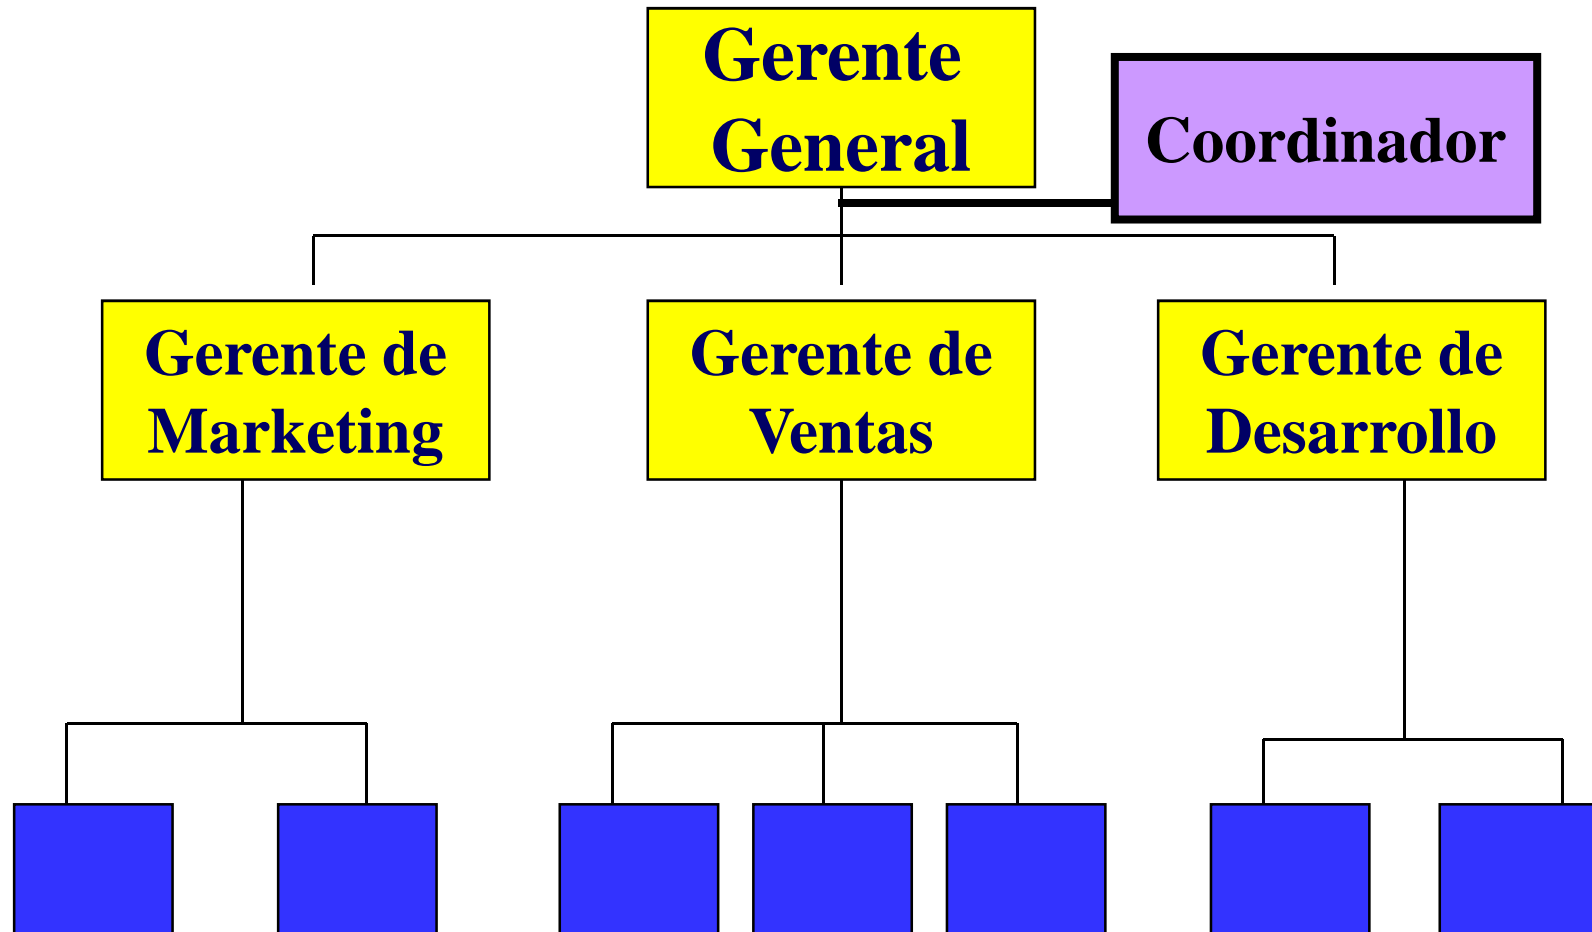 Gerente
General
Coordinador
Gerente de
Marketing
Gerente de
Ventas
Gerente de
Desarrollo